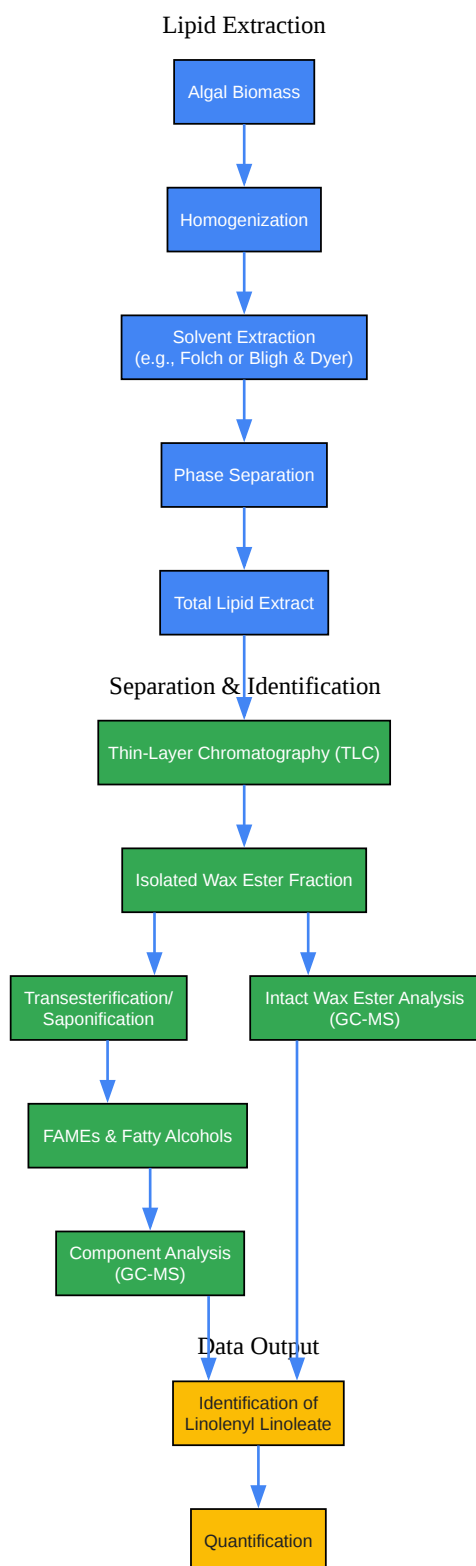 Lipid Extraction
Algal Biomass
Homogenization
Solvent Extraction
(e.g., Folch or Bligh & Dyer)
Phase Separation
Total Lipid Extract
Separation & Identification
Thin-Layer Chromatography (TLC)
Isolated Wax Ester Fraction
Transesterification/
Saponification
Intact Wax Ester Analysis
(GC-MS)
FAMEs & Fatty Alcohols
Component Analysis
(GC-MS)
Data Output
Identification of
Linolenyl Linoleate
Quantification